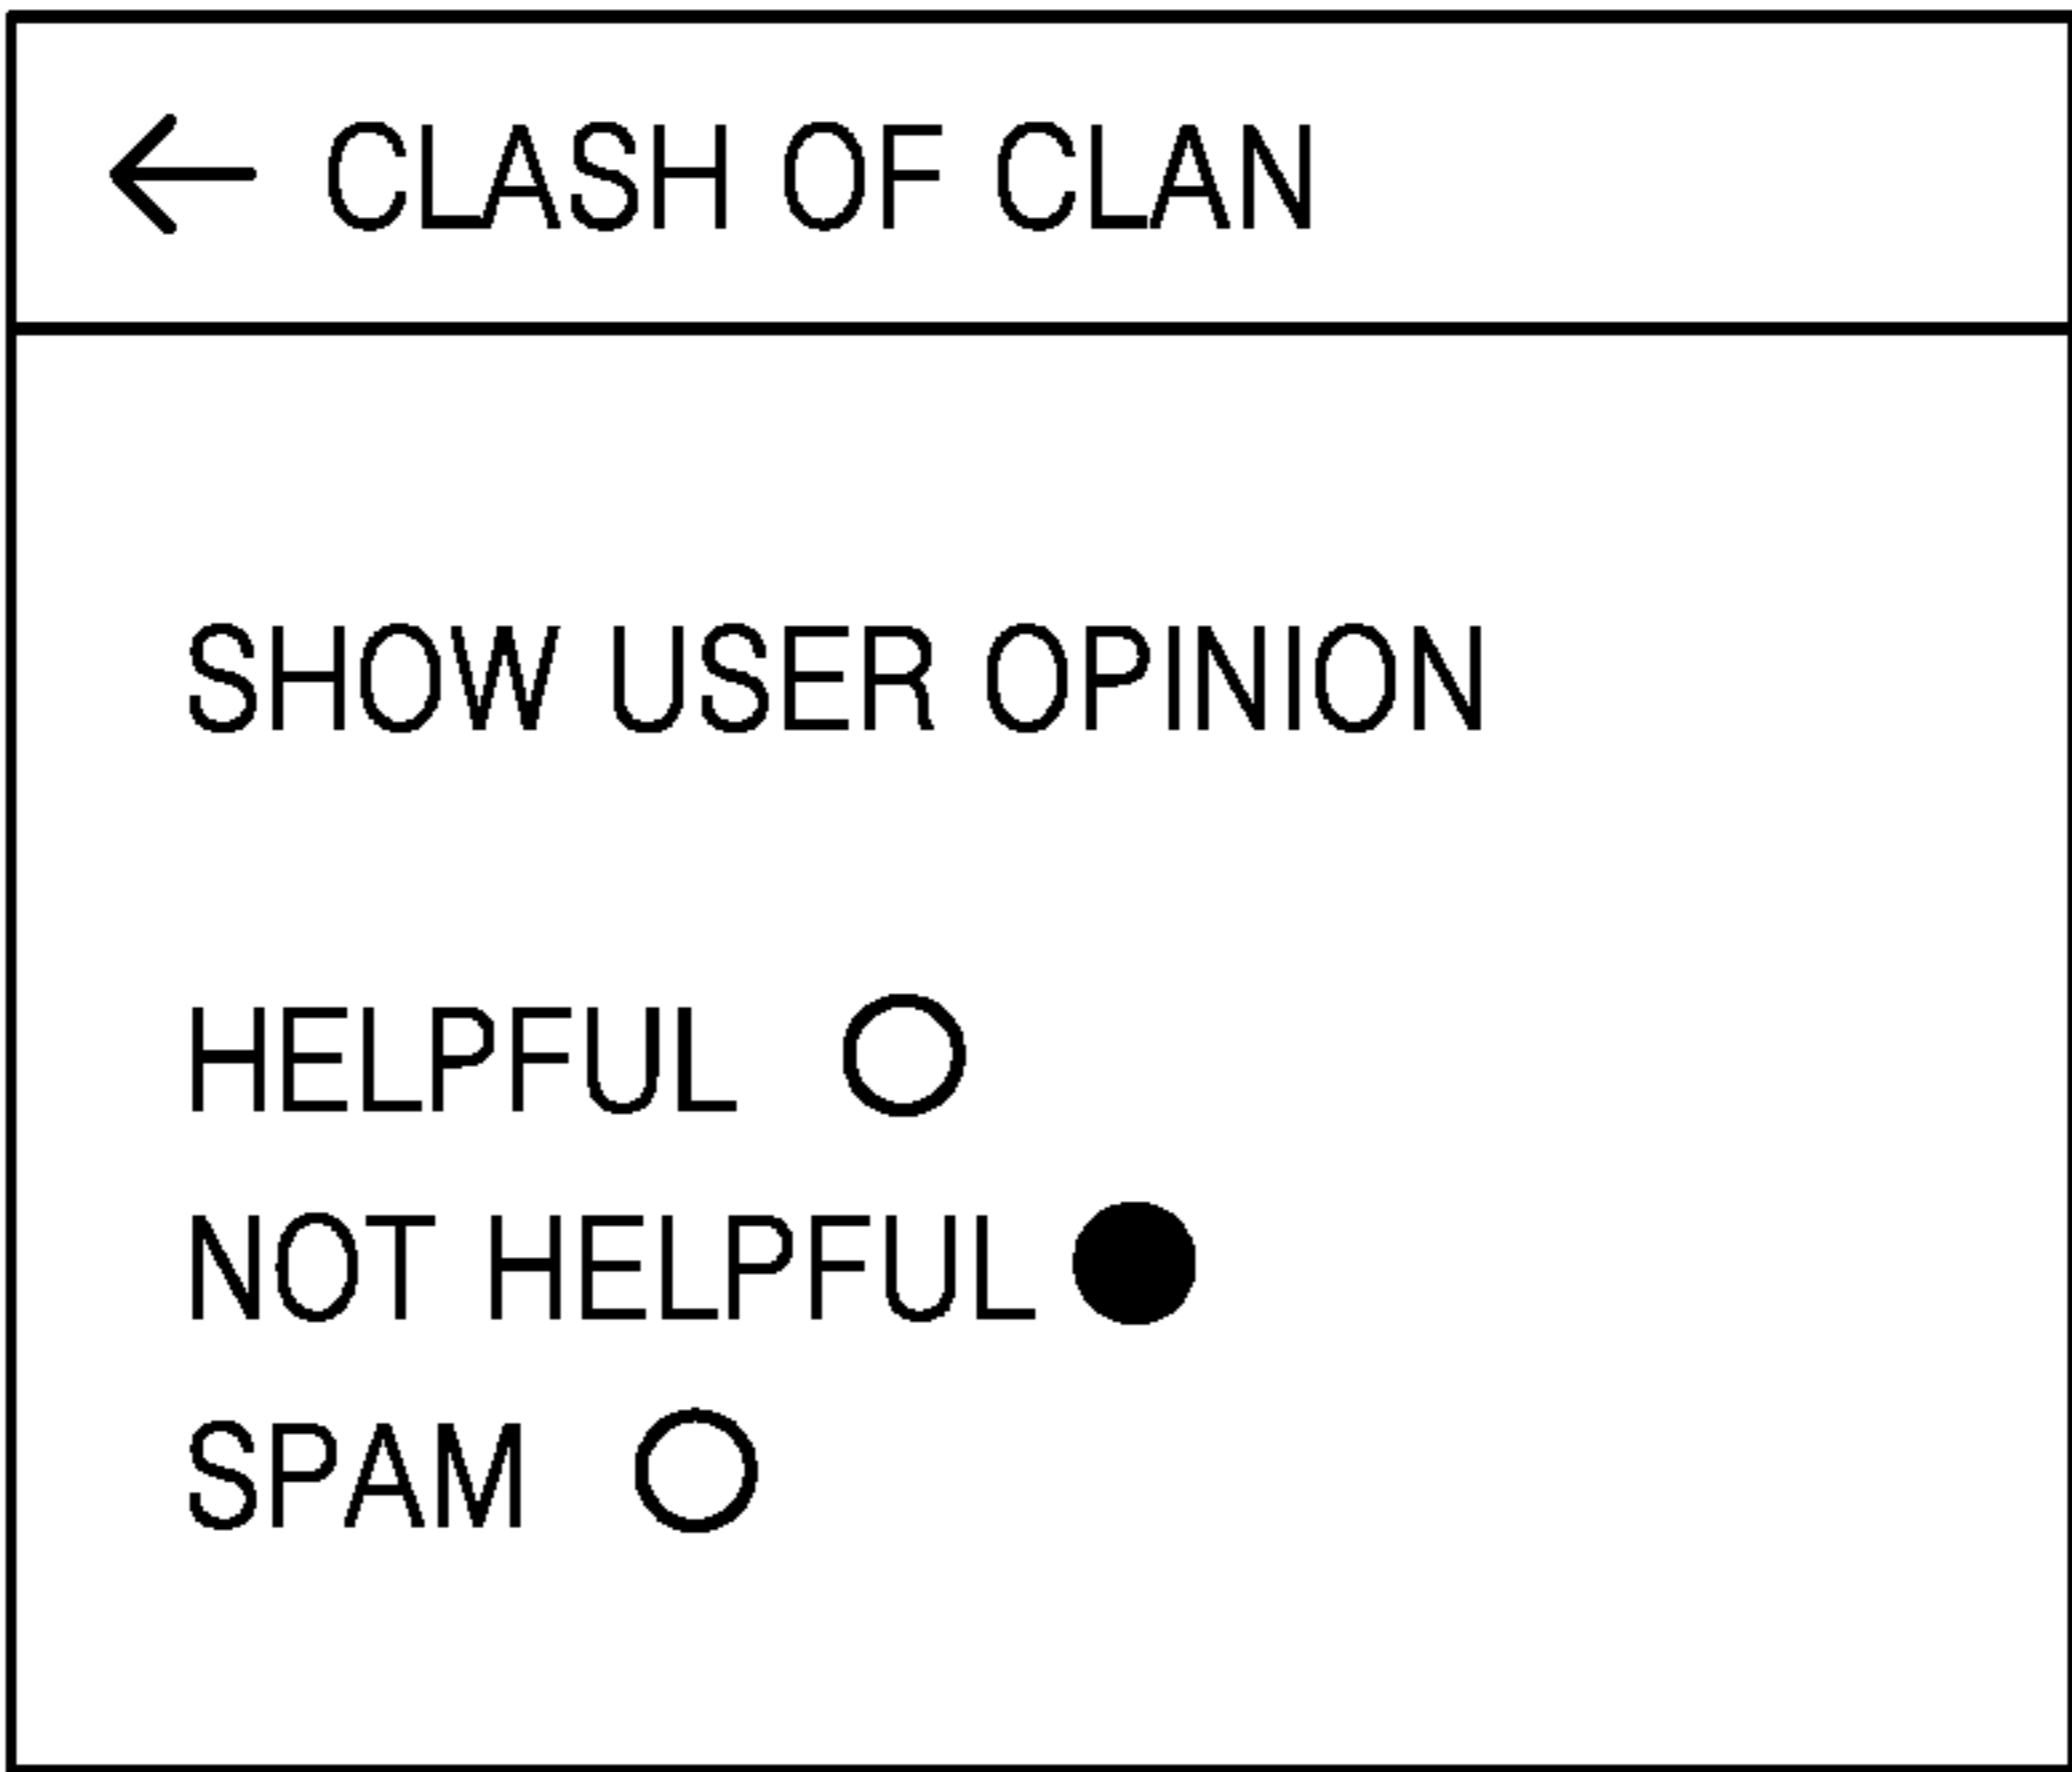 CLASH OF CLAN
SHOW USER OPINION
HELPFUL
NOT HELPFUL
SPAM